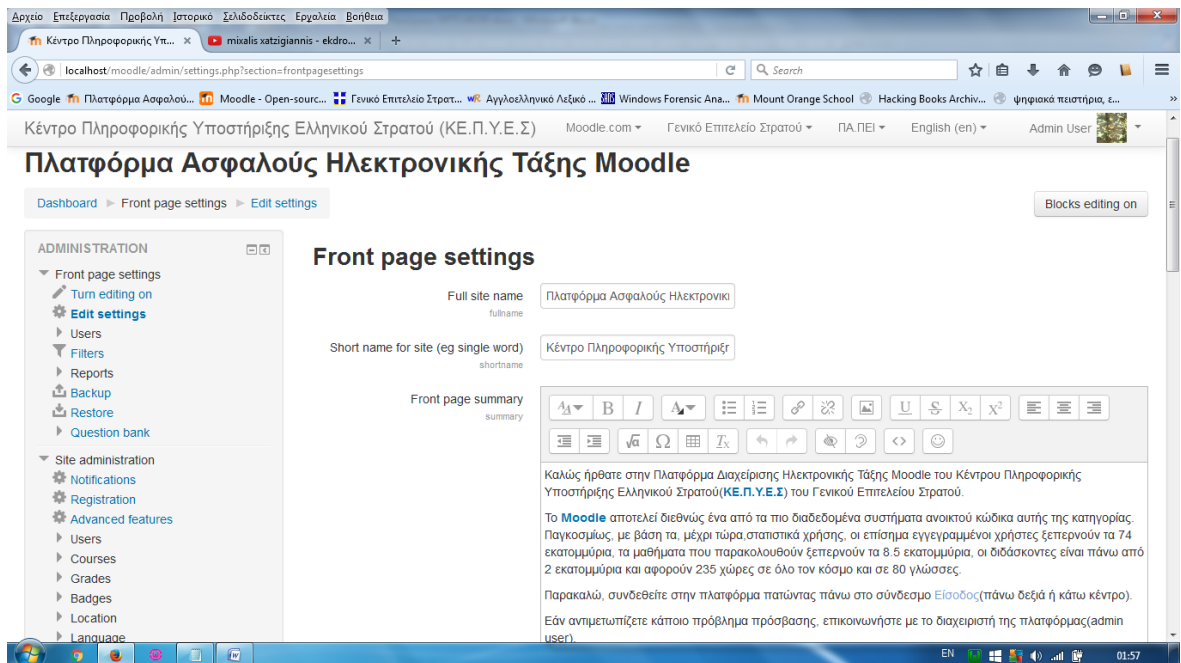 Αρχείο Επεξεργασία Προβολή Ιστορικό Σελιδοδείκτες Εργαλεία Βοήθεια
Κέντρο Πληροφορικής Υπ... × mixalis xatzigiannis - ekdro... × +
localhost/moodle/admin/settings.php?section=frontpagesettings Search
Google Πλατφόρμα Ασφαλού... Moodle - Open-sourc... Γενικό Επιτελείο Στρατ... Αγγλοελληνικό Λεξικό ... Windows Forensic Ana... Mount Orange School Hacking Books Archiv... ψηφιακά πειστήρια, ε... »
Κέντρο Πληροφορικής Υποστήριξης Ελληνικού Στρατού (ΚΕ.Π.Υ.Ε.Σ) Moodle.com Γενικό Επιτελείο Στρατού ΠΑ.ΠΕΙ English (en) Admin User
Πλατφόρμα Ασφαλούς Ηλεκτρονικής Τάξης Moodle
Dashboard Front page settings Edit settings
Blocks editing on
ADMINISTRATION
Front page settings
Turn editing on
Edit settings
Users
Filters
Reports
Backup
Restore
Question bank
Site administration
Notifications
Registration
Advanced features
Users
Courses
Grades
Badges
Location
Language
Front page settings
Full site name
fullname
Πλατφόρμα Ασφαλούς Ηλεκτρονικ
Short name for site (eg single word)
shortname
Κέντρο Πληροφορικής Υποστήριξ
Front page summary
summary
Καλώς ήρθατε στην Πλατφόρμα Διαχείρισης Ηλεκτρονικής Τάξης Moodle του Κέντρου Πληροφορικής
Υποστήριξης Ελληνικού Στρατού(ΚΕ.Π.Υ.Ε.Σ) του Γενικού Επιτελείου Στρατού.
Το Moodle αποτελεί διεθνώς ένα από τα πιο διαδεδομένα συστήματα ανοικτού κώδικα αυτής της κατηγορίας.
Παγκοσμίως, με βάση τα, μέχρι τώρα,στατιστικά χρήσης, οι επίσημα εγγεγραμμένοι χρήστες ξεπερνούν τα 74
εκατομμύρια, τα μαθήματα που παρακολουθούν ξεπερνούν τα 8.5 εκατομμύρια, οι διδάσκοντες είναι πάνω από
2 εκατομμύρια και αφορούν 235 χώρες σε όλο τον κόσμο και σε 80 γλώσσες.
Παρακαλώ, συνδεθείτε στην πλατφόρμα πατώντας πάνω στο σύνδεσμο Είσοδος(πάνω δεξιά ή κάτω κέντρο).
Εάν αντιμετωπίζετε κάποιο πρόβλημα πρόσβασης, επικοινωνήστε με το διαχειριστή της πλατφόρμας(admin
user).
EN 01:57